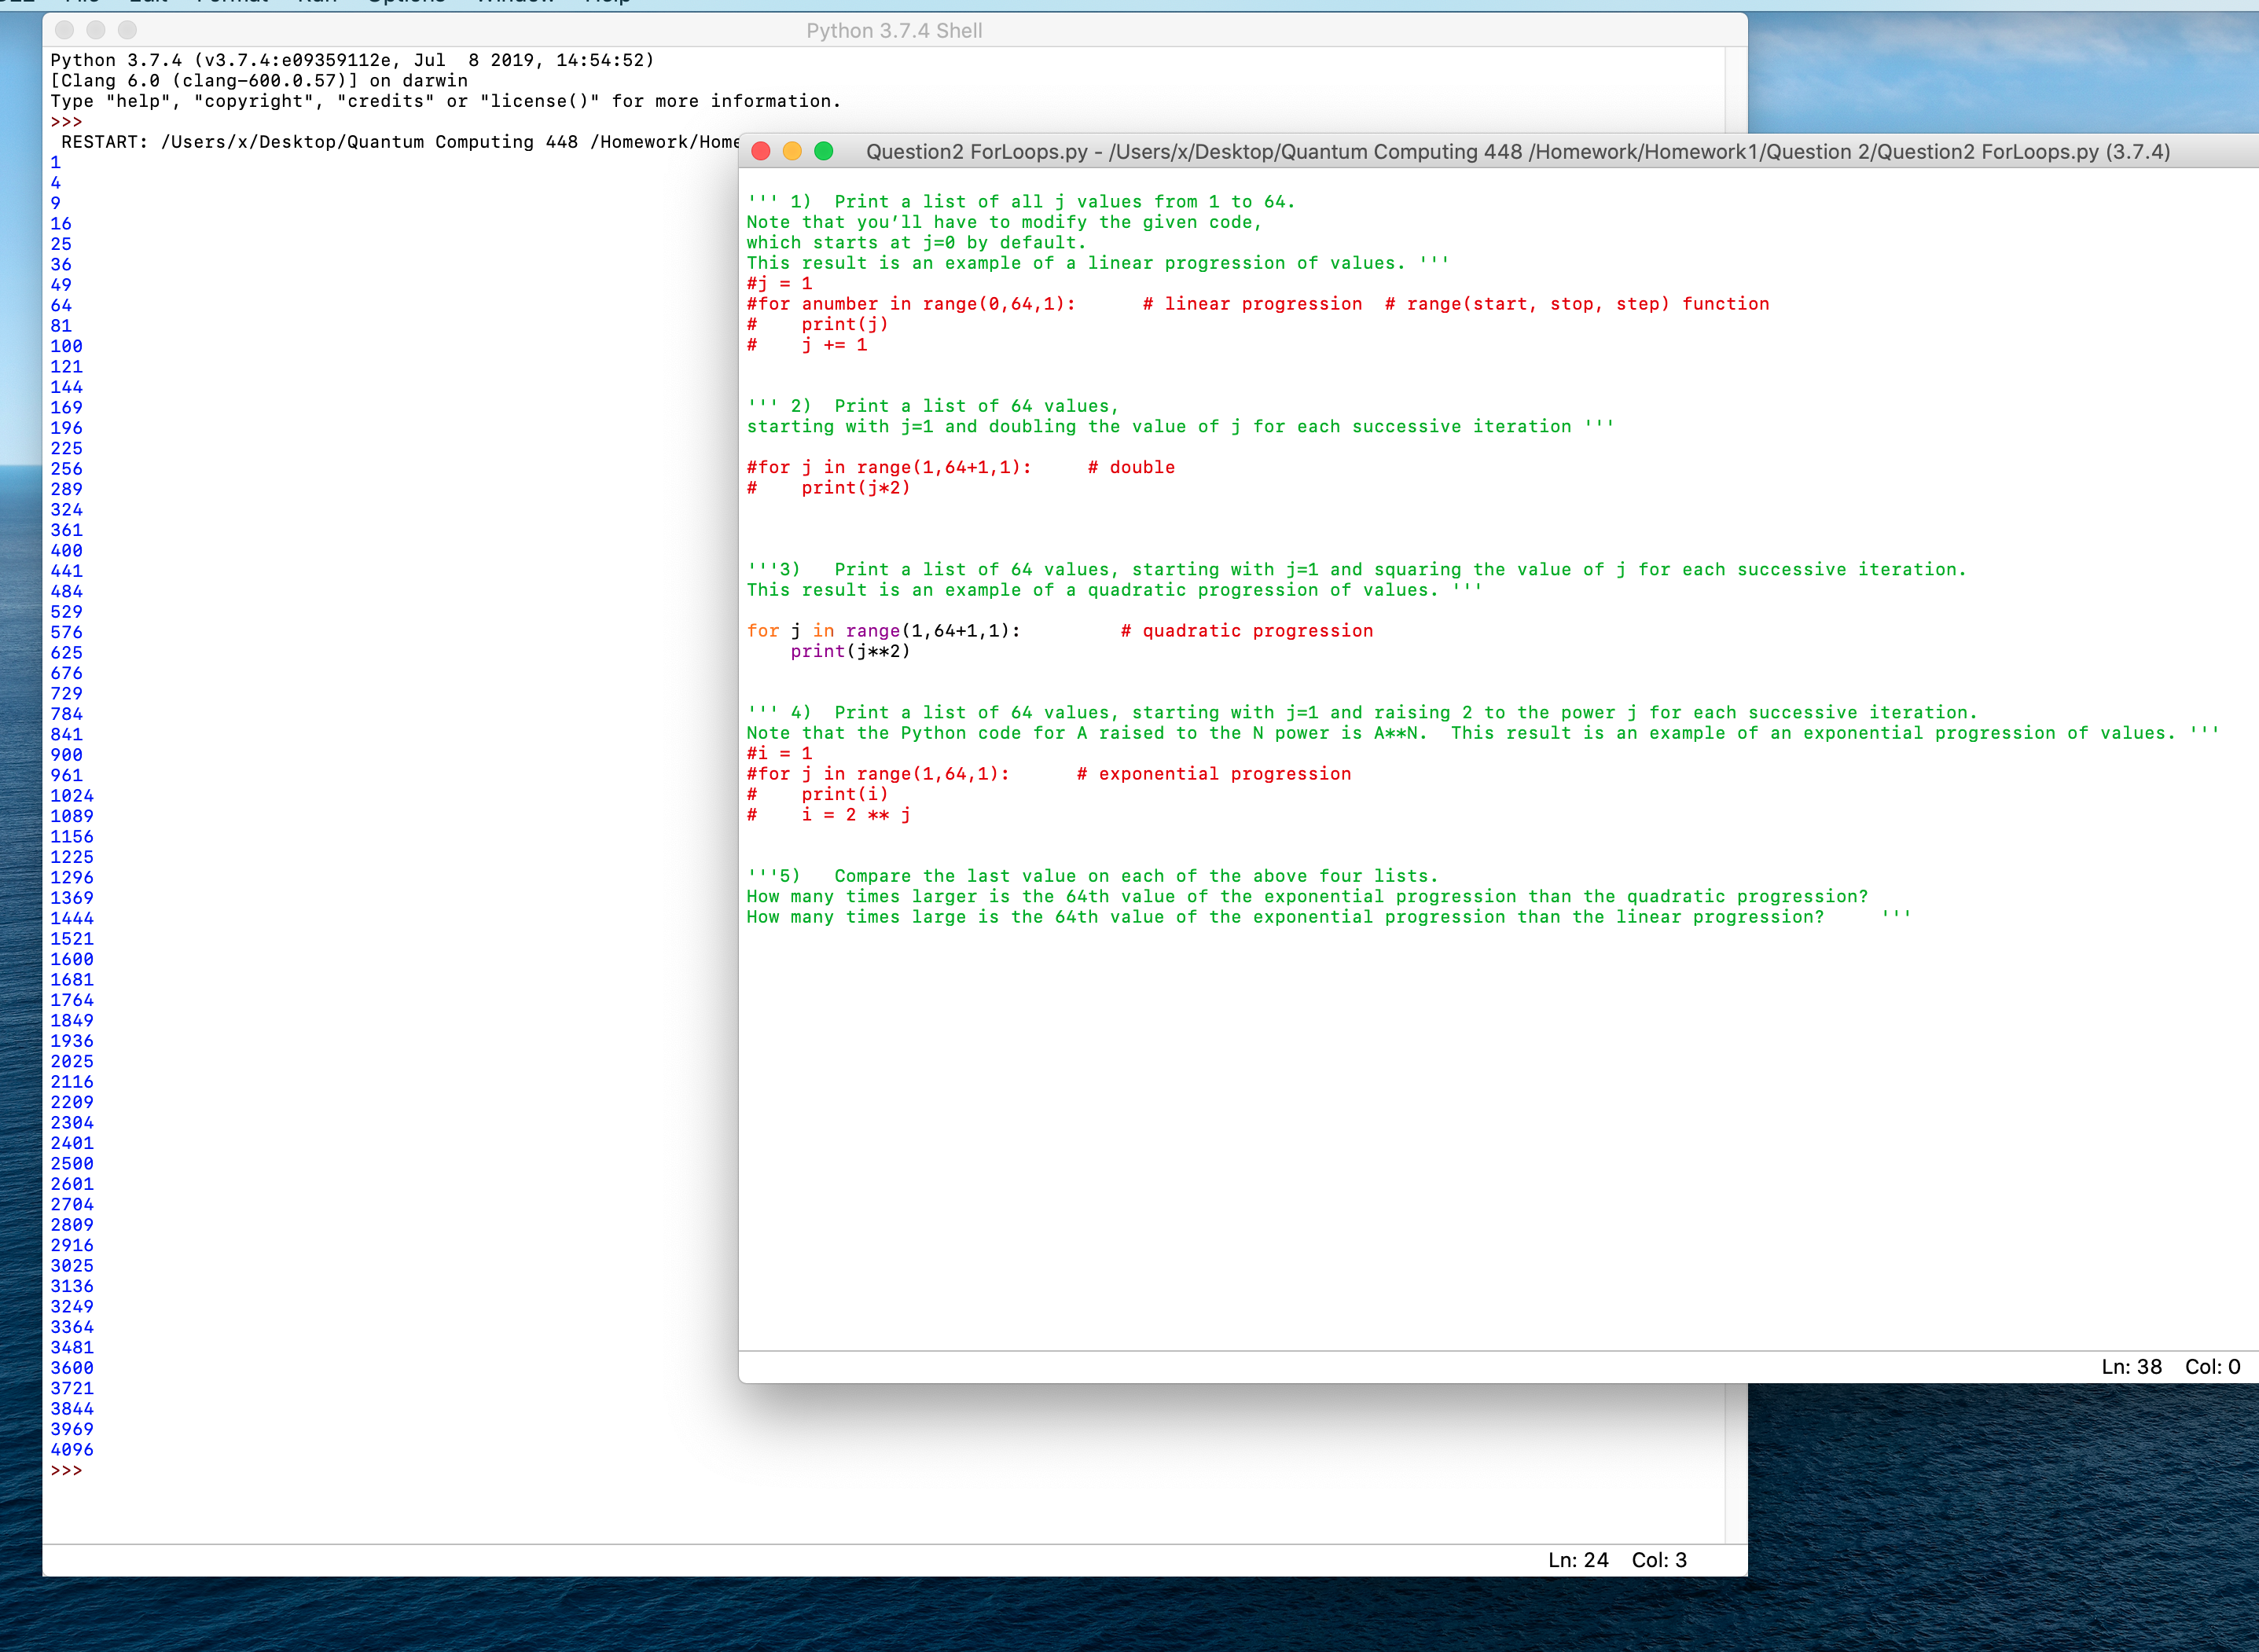 File Edit Format Run Options Window Help
Python 3.7.4 Shell
Python 3.7.4 (v3.7.4:e09359112e, Jul  8 2019, 14:54:52)
[Clang 6.0 (clang-600.0.57)] on darwin
Type "help", "copyright", "credits" or "license()" for more information.
>>>
 RESTART: /Users/x/Desktop/Quantum Computing 448 /Homework/Home
1
4
9
16
25
36
49
64
81
100
121
144
169
196
225
256
289
324
361
400
441
484
529
576
625
676
729
784
841
900
961
1024
1089
1156
1225
1296
1369
1444
1521
1600
1681
1764
1849
1936
2025
2116
2209
2304
2401
2500
2601
2704
2809
2916
3025
3136
3249
3364
3481
3600
3721
3844
3969
4096
>>>
Ln: 24 Col: 3
Question2 ForLoops.py - /Users/x/Desktop/Quantum Computing 448 /Homework/Homework1/Question 2/Question2 ForLoops.py (3.7.4)
''' 1)  Print a list of all j values from 1 to 64.
Note that you’ll have to modify the given code,
which starts at j=0 by default.
This result is an example of a linear progression of values. '''
#j = 1
#for anumber in range(0,64,1):      # linear progression  # range(start, stop, step) function
#    print(j)
#    j += 1
''' 2)  Print a list of 64 values,
starting with j=1 and doubling the value of j for each successive iteration '''
#for j in range(1,64+1,1):     # double
#    print(j*2)
'''3)   Print a list of 64 values, starting with j=1 and squaring the value of j for each successive iteration.
This result is an example of a quadratic progression of values. '''
for j in range(1,64+1,1):         # quadratic progression
    print(j**2)
''' 4)  Print a list of 64 values, starting with j=1 and raising 2 to the power j for each successive iteration.
Note that the Python code for A raised to the N power is A**N.  This result is an example of an exponential progression of values. '''
#i = 1
#for j in range(1,64,1):      # exponential progression
#    print(i)
#    i = 2 ** j
'''5)   Compare the last value on each of the above four lists.
How many times larger is the 64th value of the exponential progression than the quadratic progression?
How many times large is the 64th value of the exponential progression than the linear progression?     '''
Ln: 38 Col: 0